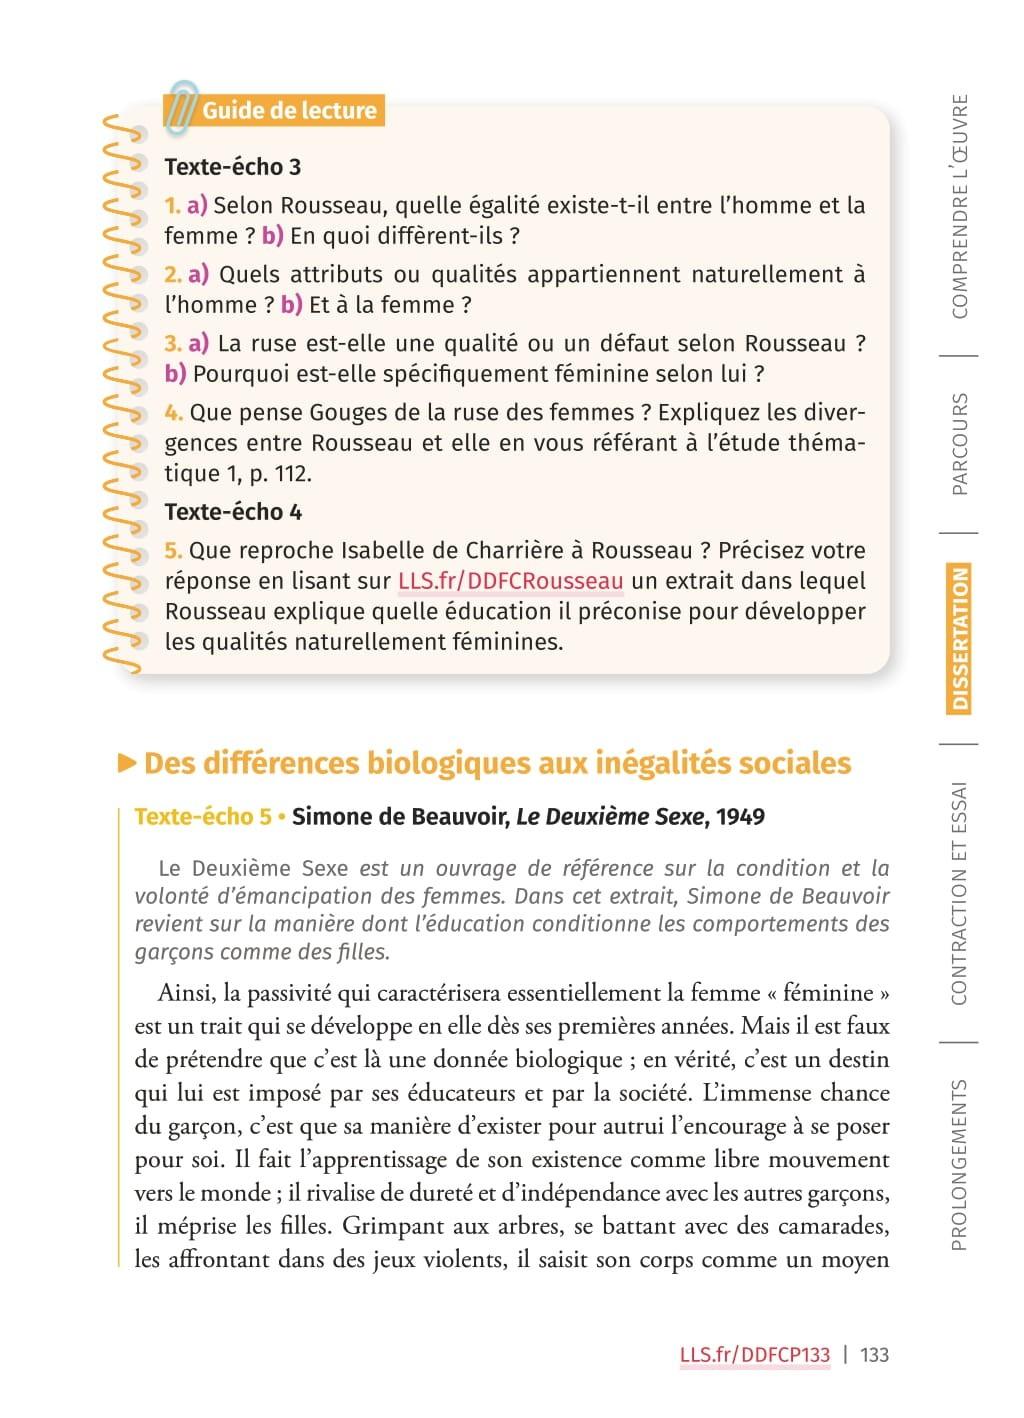 Guide de lecture
Texte-écho 3
1. a) Selon Rousseau, quelle égalité existe-t-il entre l’homme et la
femme ? b) En quoi diffèrent-ils ?
2. a) Quels attributs ou qualités appartiennent naturellement à
l’homme ? b) Et à la femme ?
3. a) La ruse est-elle une qualité ou un défaut selon Rousseau ?
b) Pourquoi est-elle spécifiquement féminine selon lui ?
4. Que pense Gouges de la ruse des femmes ? Expliquez les diver-
gences entre Rousseau et elle en vous référant à l’étude théma-
tique 1, p. 112.
Texte-écho 4
5. Que reproche Isabelle de Charrière à Rousseau ? Précisez votre
réponse en lisant sur LLS.fr/DDFCRousseau un extrait dans lequel
Rousseau explique quelle éducation il préconise pour développer
les qualités naturellement féminines.
▶ Des différences biologiques aux inégalités sociales
Texte-écho 5 • Simone de Beauvoir, Le Deuxième Sexe, 1949
Le Deuxième Sexe est un ouvrage de référence sur la condition et la
volonté d’émancipation des femmes. Dans cet extrait, Simone de Beauvoir
revient sur la manière dont l’éducation conditionne les comportements des
garçons comme des filles.
Ainsi, la passivité qui caractérisera essentiellement la femme « féminine »
est un trait qui se développe en elle dès ses premières années. Mais il est faux
de prétendre que c’est là une donnée biologique ; en vérité, c’est un destin
qui lui est imposé par ses éducateurs et par la société. L’immense chance
du garçon, c’est que sa manière d’exister pour autrui l’encourage à se poser
pour soi. Il fait l’apprentissage de son existence comme libre mouvement
vers le monde ; il rivalise de dureté et d’indépendance avec les autres garçons,
il méprise les filles. Grimpant aux arbres, se battant avec des camarades,
les affrontant dans des jeux violents, il saisit son corps comme un moyen
LLS.fr/DDFCP133 | 133
COMPRENDRE L’ŒUVRE
PARCOURS
DISSERTATION
CONTRACTION ET ESSAI
PROLONGEMENTS